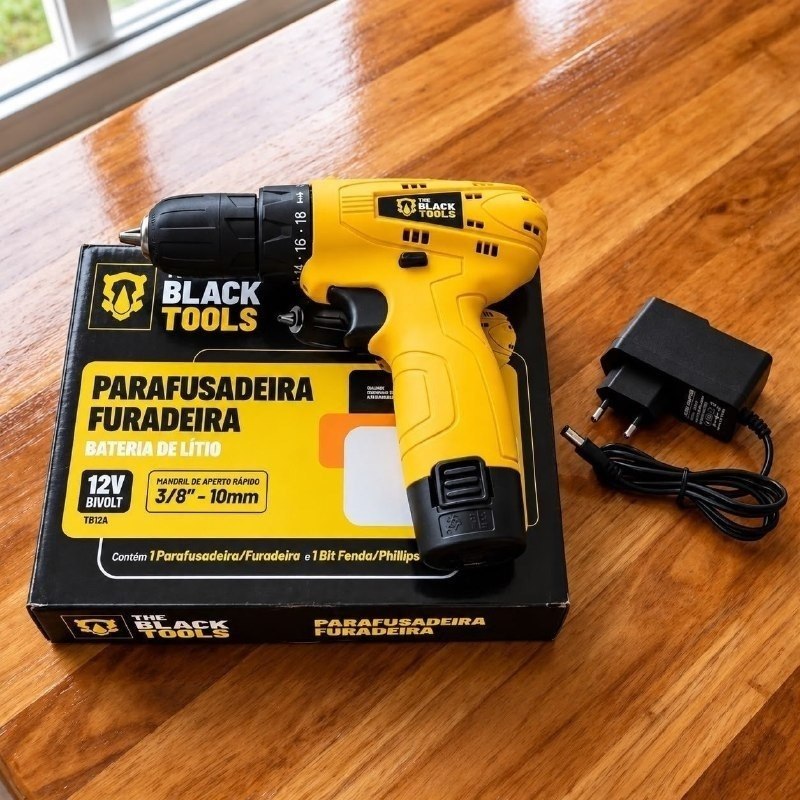 THE
BLACK
TOOLS
18
16
14
BLACK
TOOLS
PARAFUSADEIRA
FURADEIRA
BATERIA DE LÍTIO
12V
BIVOLT
MANDRIL DE APERTO RÁPIDO
3/8" - 10mm
TB12A
Contém 1 Parafusadeira/Furadeira e 1 Bit Fenda/Phillips
THE
BLACK
TOOLS
PARAFUSADEIRA
FURADEIRA